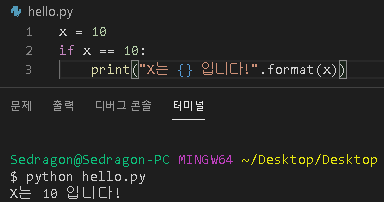 hello.py
1 x = 10
2 if x == 10:
3 print("X는 {} 입니다!".format(x))
문제 출력 디버그 콘솔 터미널
Sedragon@Sedragon-PC MINGW64 ~/Desktop/Desktop
$ python hello.py
X는 10 입니다!